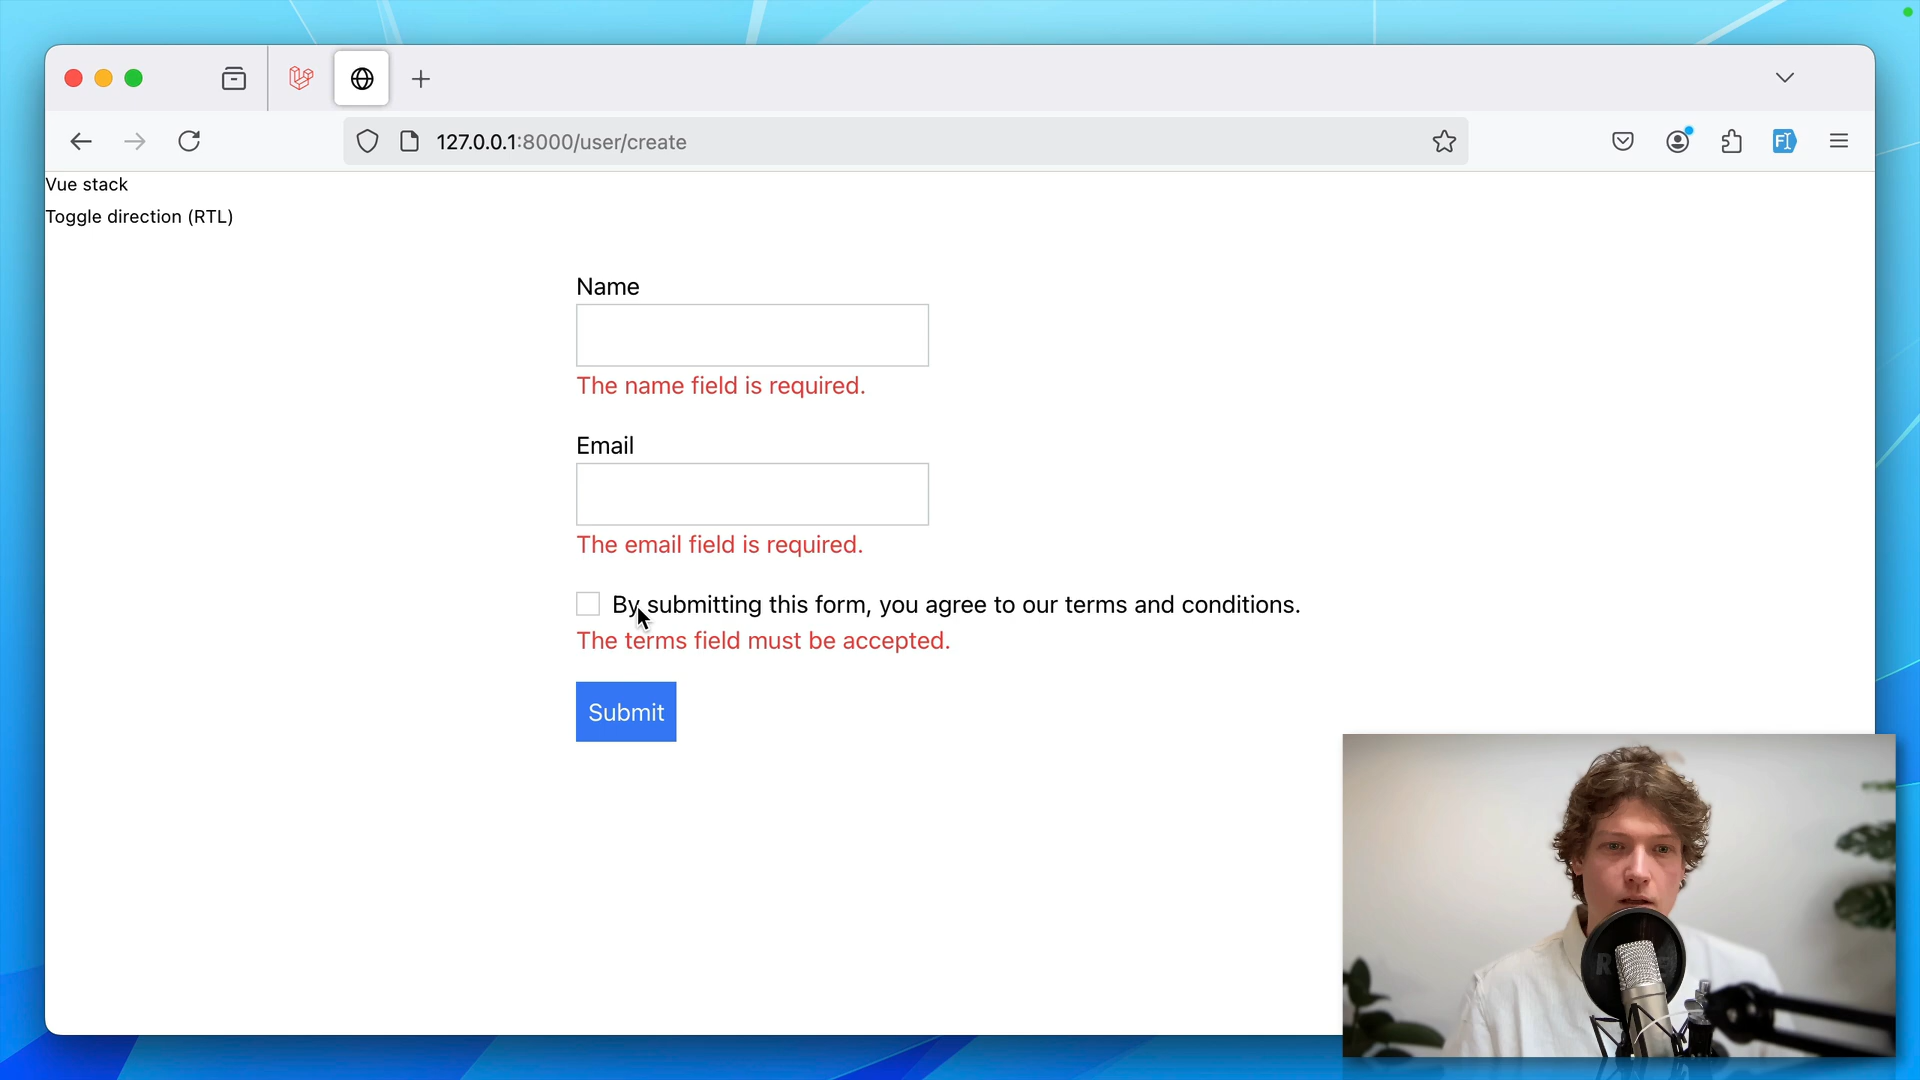 127.0.0.1:8000/user/create
Vue stack
Toggle direction (RTL)
Name
The name field is required.
Email
The email field is required.
By submitting this form, you agree to our terms and conditions.
The terms field must be accepted.
Submit